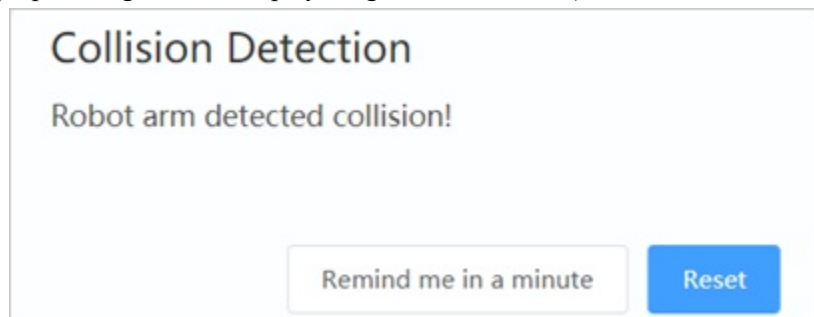 Collision Detection
Robot arm detected collision!
Remind me in a minute
Reset